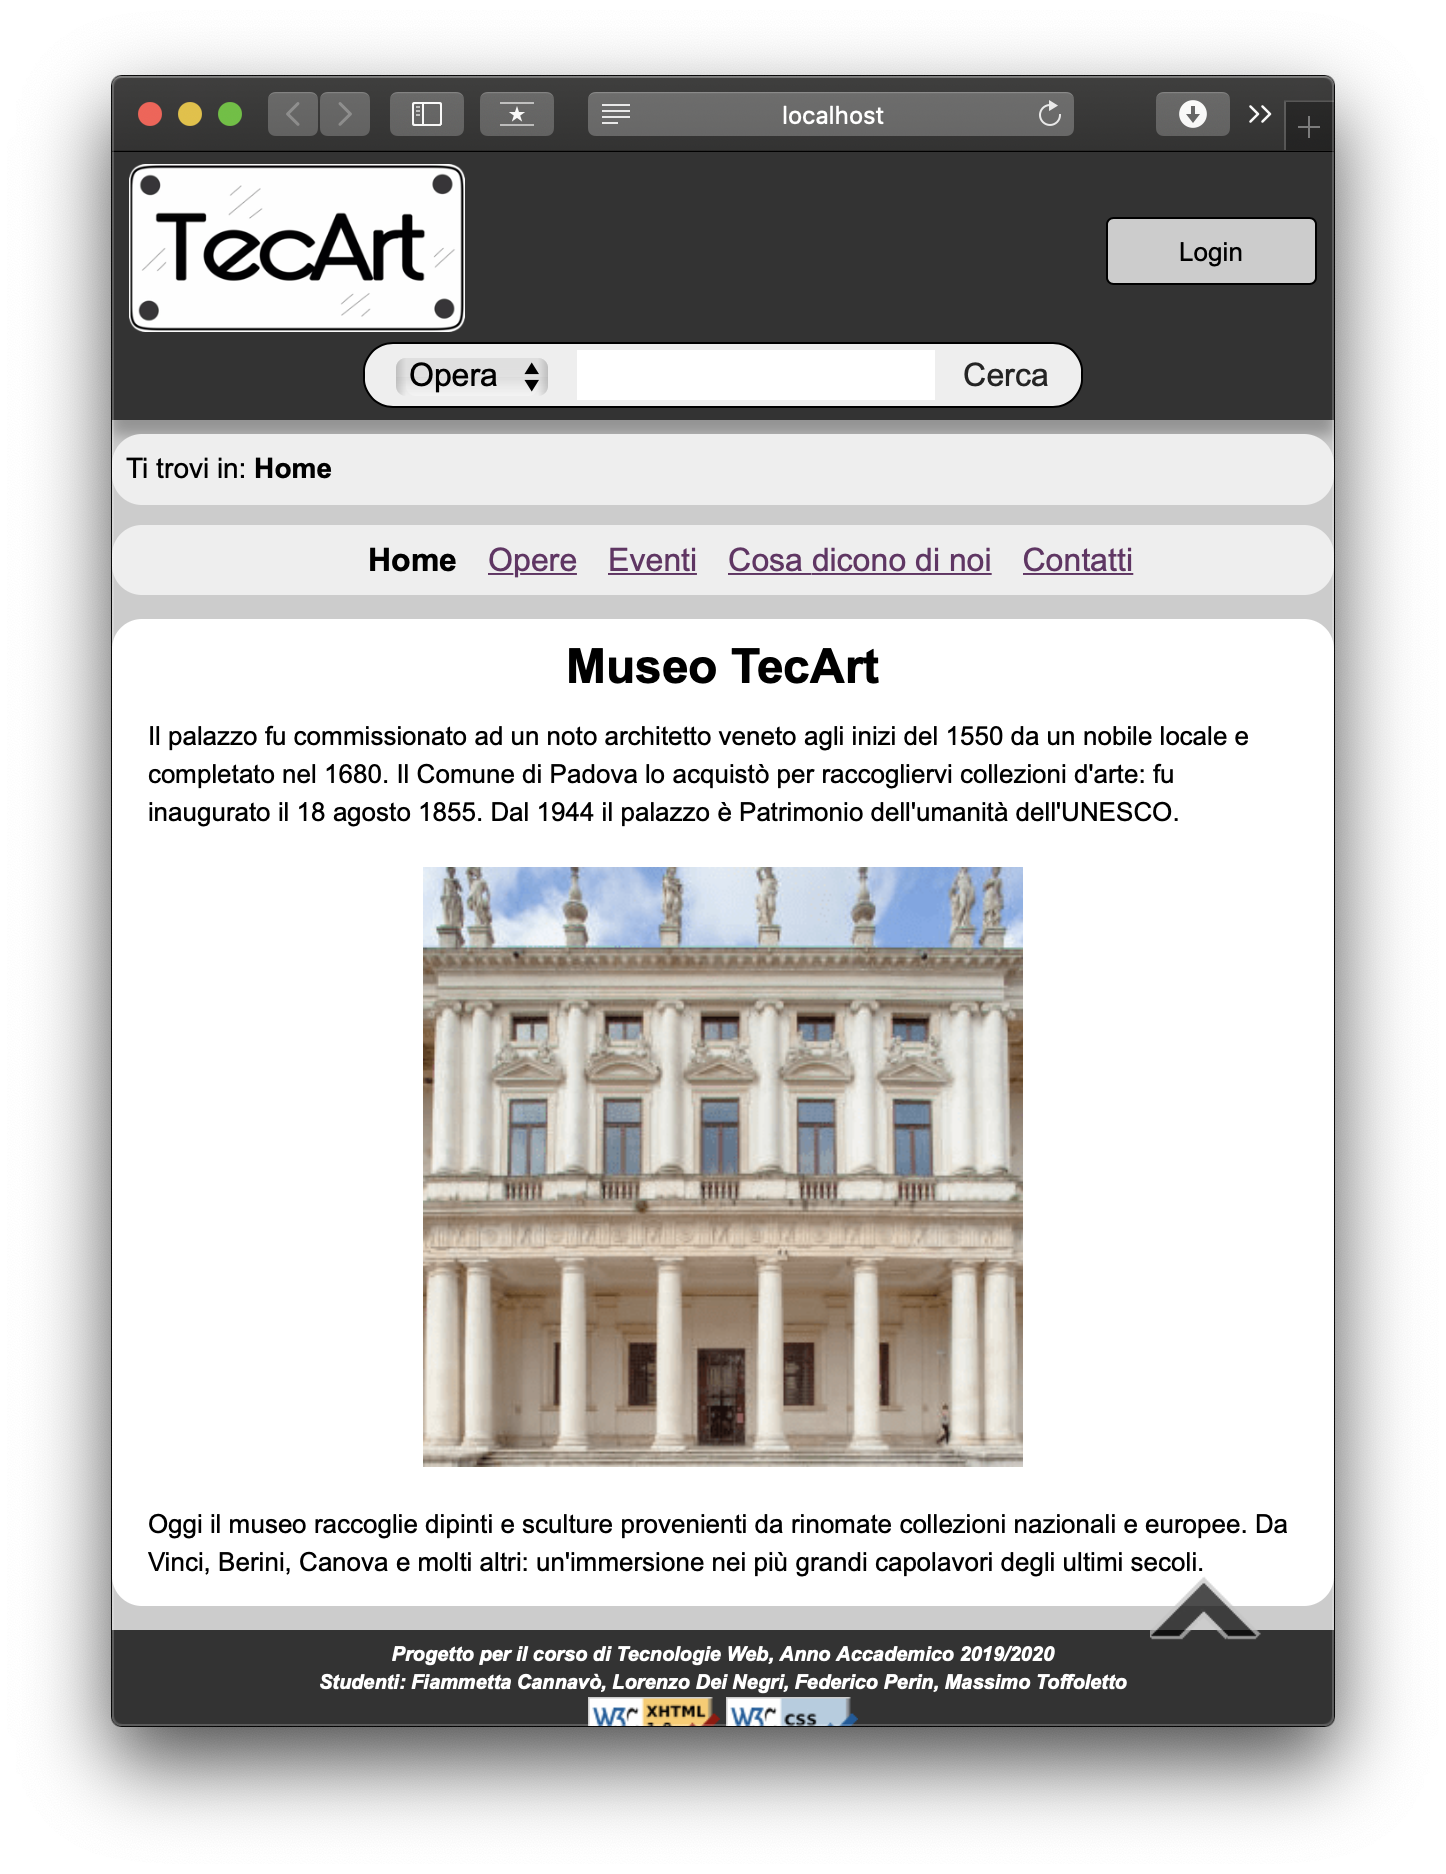 localhost
TecArt
Login
Opera
Cerca
Ti trovi in: Home
Home Opere Eventi Cosa dicono di noi Contatti
Museo TecArt
Il palazzo fu commissionato ad un noto architetto veneto agli inizi del 1550 da un nobile locale e
completato nel 1680. Il Comune di Padova lo acquistò per raccogliervi collezioni d'arte: fu
inaugurato il 18 agosto 1855. Dal 1944 il palazzo è Patrimonio dell'umanità dell'UNESCO.
Oggi il museo raccoglie dipinti e sculture provenienti da rinomate collezioni nazionali e europee. Da
Vinci, Berini, Canova e molti altri: un'immersione nei più grandi capolavori degli ultimi secoli.
Progetto per il corso di Tecnologie Web, Anno Accademico 2019/2020
Studenti: Fiammetta Cannavò, Lorenzo Dei Negri, Federico Perin, Massimo Toffoletto
W3C XHTML W3C CSS